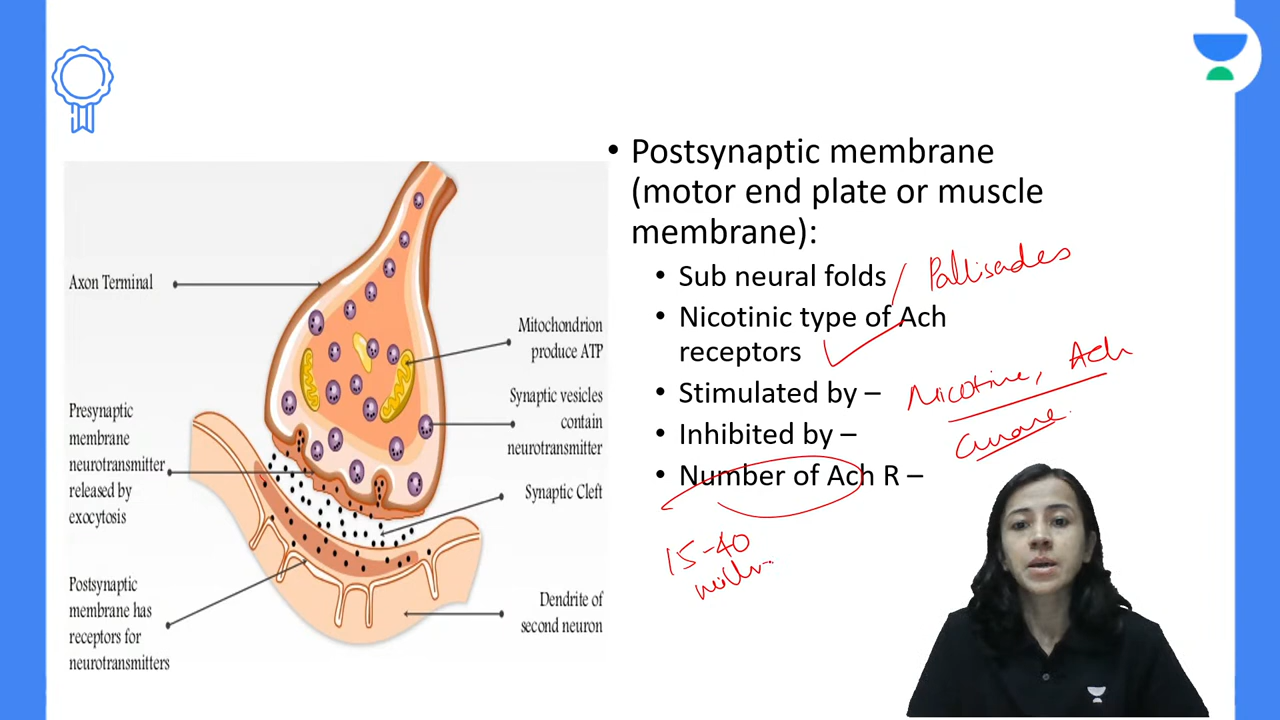 • Postsynaptic membrane
(motor end plate or muscle
membrane):
• Sub neural folds / Pallisades
• Nicotinic type of Ach
receptors
• Stimulated by – Nicotine, Ach
• Inhibited by – curare
• Number of Ach R –
15-40
Axon Terminal
Mitochondrion
produce ATP
Synaptic vesicles
contain
neurotransmitter
Presynaptic
membrane
neurotransmitter
released by
exocytosis
Synaptic Cleft
Postsynaptic
membrane has
receptors for
neurotransmitters
Dendrite of
second neuron